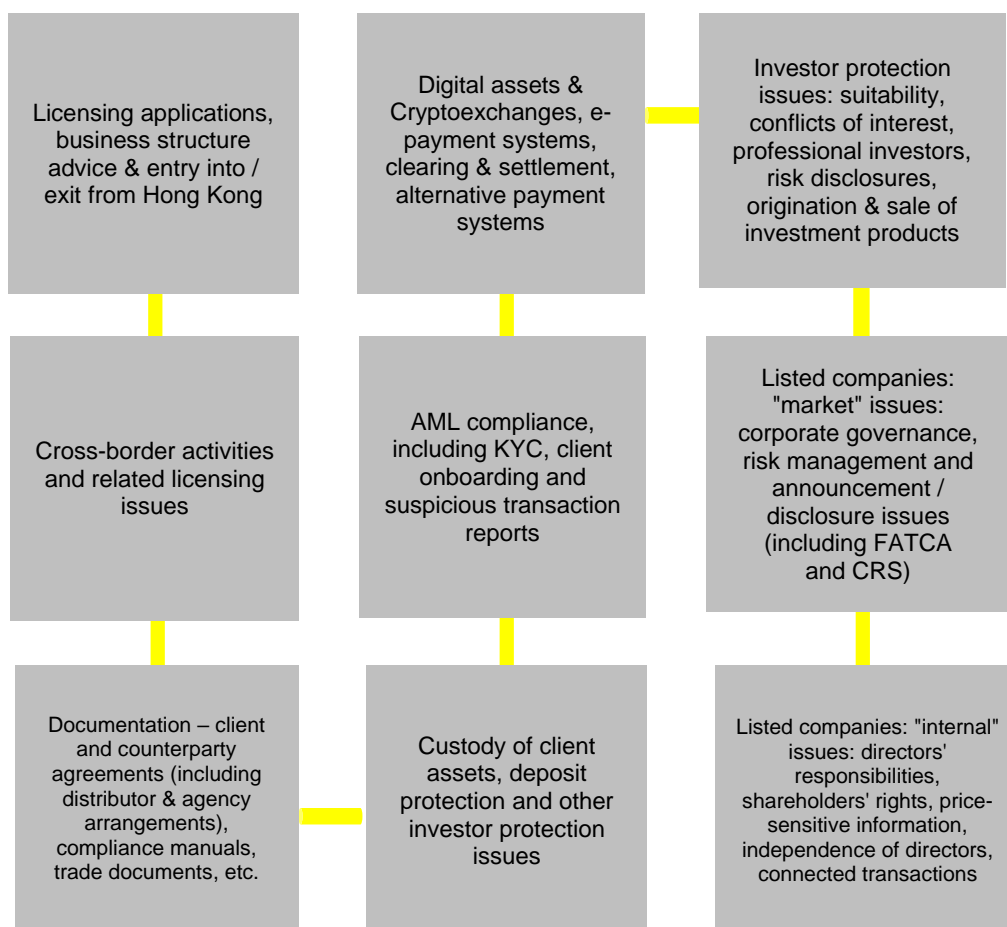 Licensing applications,
business structure
advice & entry into /
exit from Hong Kong
Cross-border activities
and related licensing
issues
Documentation – client
and counterparty
agreements (including
distributor & agency
arrangements),
compliance manuals,
trade documents, etc.
Custody of client
assets, deposit
protection and other
investor protection
issues
AML compliance,
including KYC, client
onboarding and
suspicious transaction
reports
Digital assets &
Cryptoexchanges, e-
payment systems,
clearing & settlement,
alternative payment
systems
Investor protection
issues: suitability,
conflicts of interest,
professional investors,
risk disclosures,
origination & sale of
investment products
Listed companies:
"market" issues:
corporate governance,
risk management and
announcement /
disclosure issues
(including FATCA
and CRS)
Listed companies: "internal"
issues: directors'
responsibilities,
shareholders' rights, price-
sensitive information,
independence of directors,
connected transactions